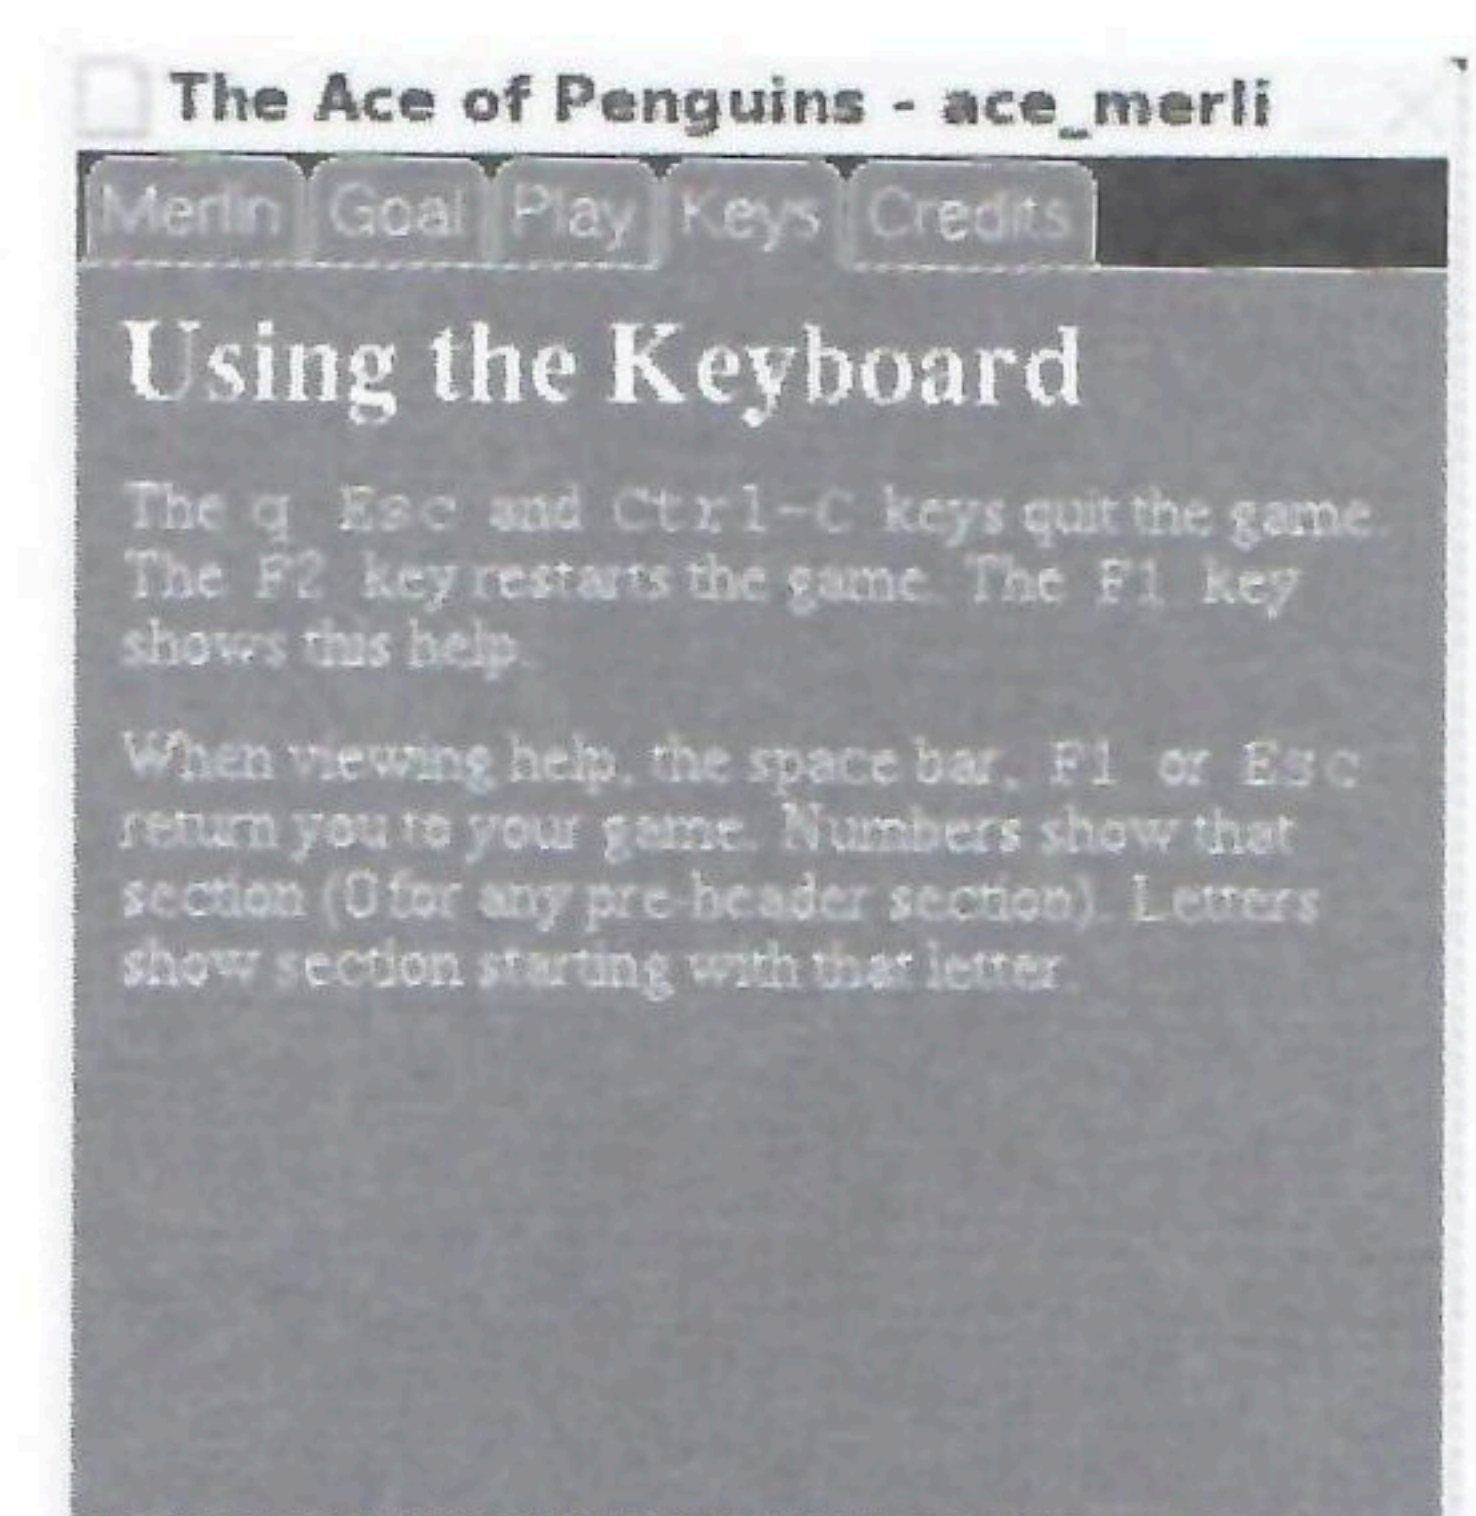 The Ace of Penguins - ace_merli
Merlin Goal Play Keys Credits
Using the Keyboard
The q Esc and Ctrl-C keys quit the game.
The F2 key restarts the game. The F1 key
shows this help.
When viewing help, the space bar, F1 or Esc
return you to your game. Numbers show that
section (0 for any pre-header section). Letters
show section starting with that letter.